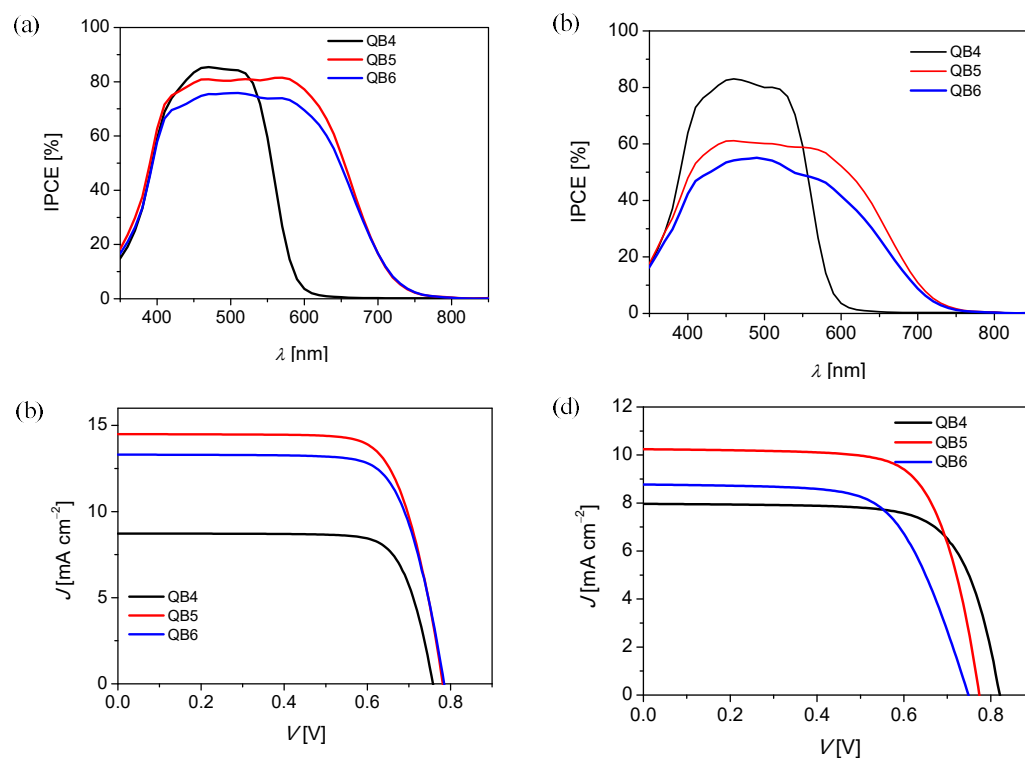 (a)
100
80
60
40
20
0
IPCE [%]
QB4
QB5
QB6
400 500 600 700 800
λ [nm]
(b)
100
80
60
40
20
0
IPCE [%]
QB4
QB5
QB6
400 500 600 700 800
λ [nm]
(b)
15
10
5
0
J [mA cm⁻²]
QB4
QB5
QB6
0.0 0.2 0.4 0.6 0.8
V [V]
(d)
12
10
8
6
4
2
0
J [mA cm⁻²]
QB4
QB5
QB6
0.0 0.2 0.4 0.6 0.8
V [V]